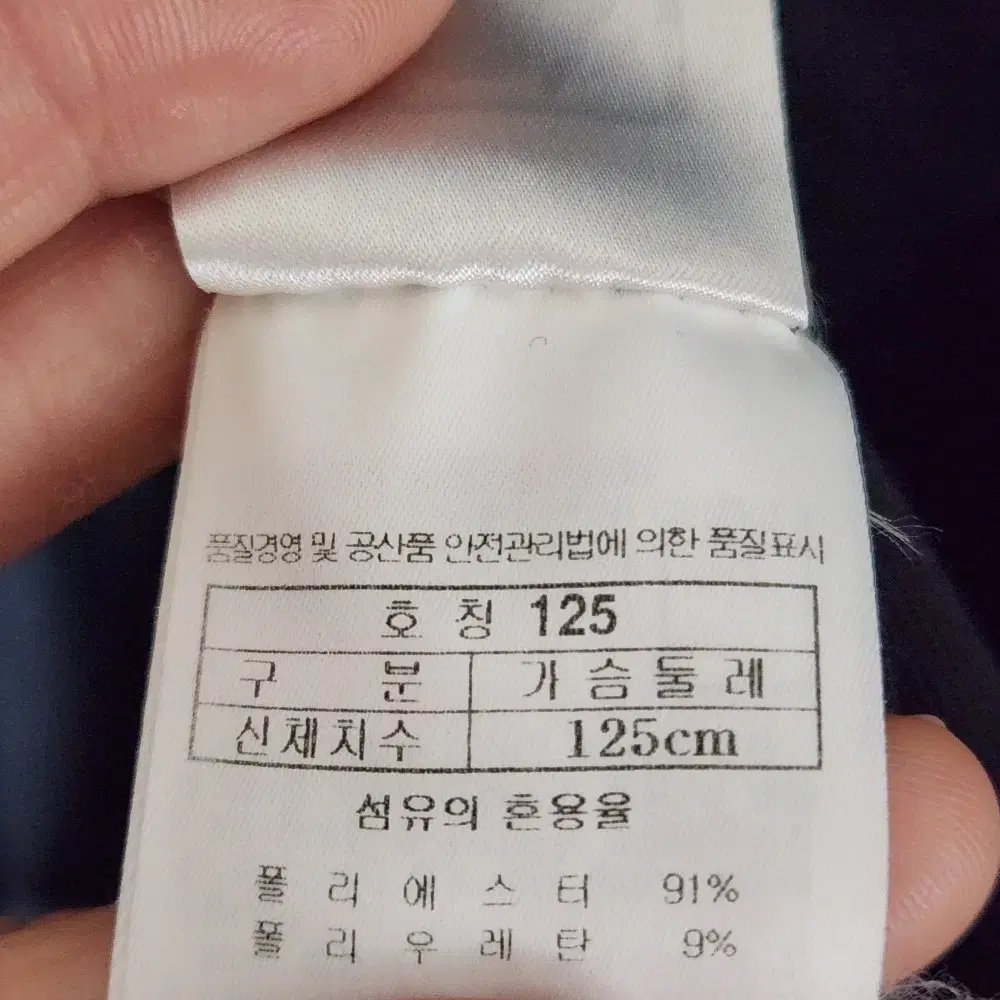 품질경영 및 공산품 안전관리법에 의한 품질표시
호 칭 125
구 분 가 슴 둘 레
신체치수 125cm
섬유의 혼용율
폴 리 에 스 터 91%
폴 리 우 레 탄 9%